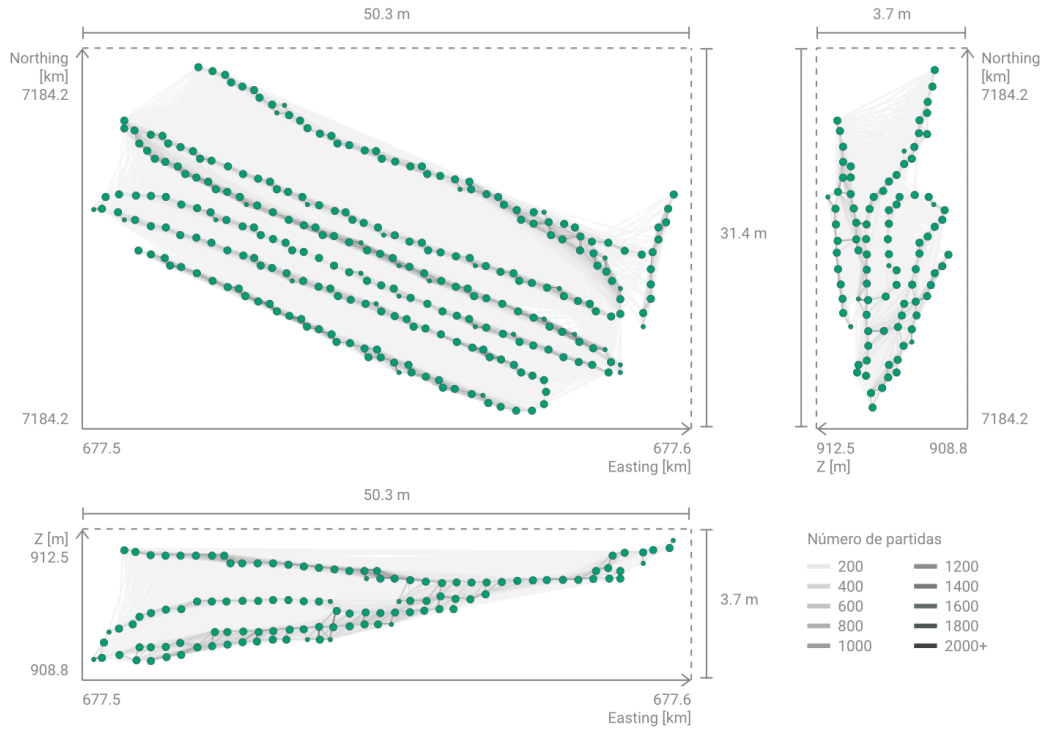 50.3 m
3.7 m
Northing
[km]
7184.2
31.4 m
7184.2
677.5
677.6
Easting [km]
Northing
[km]
7184.2
7184.2
912.5
908.8
Z [m]
50.3 m
Z [m]
912.5
3.7 m
908.8
677.5
677.6
Easting [km]
Número de partidas
200
1200
400
1400
600
1600
800
1800
1000
2000+